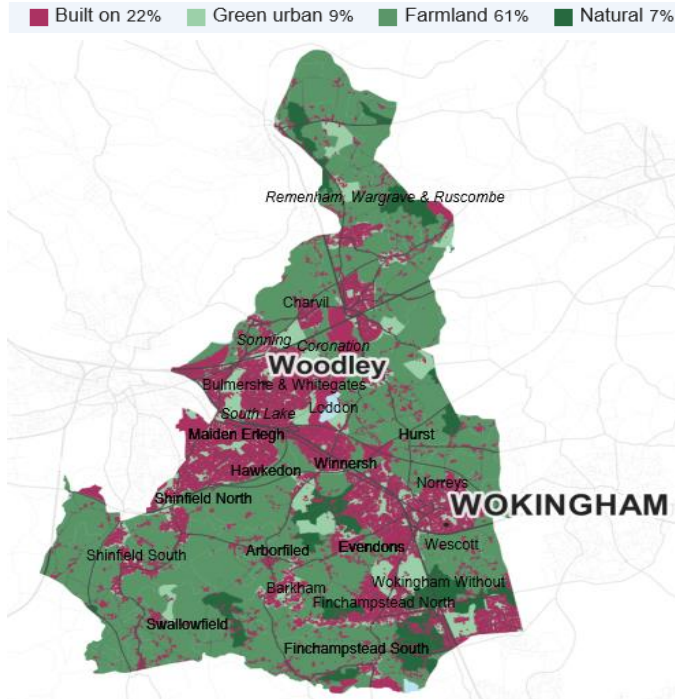 Built on 22% Green urban 9% Farmland 61% Natural 7%
Remenham, Wargrave & Ruscombe
Charvil
Sonning
Coronation
Woodley
Bulmershe & Whitegates
Loddon
South Lake
Maiden Erlegh
Hurst
Winnersh
Hawkedon
Norreys
Shinfield North
WOKINGHAM
Wescott
Evendons
Arborfiled
Shinfield South
Wokingham Without
Barkham
Finchampstead North
Swallowfield
Finchampstead South